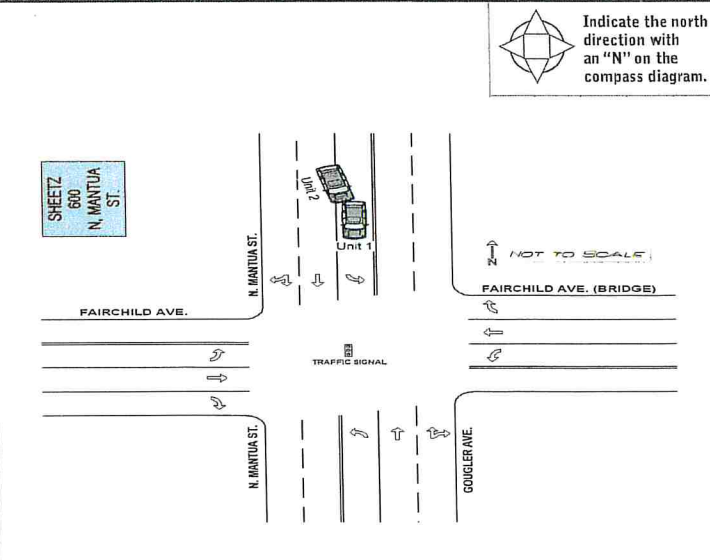 Indicate the north
direction with
an "N" on the
compass diagram.
SHEETZ
600
N, MANTUA
ST.
Unit 2
Unit 1
N. MANTUA ST.
N
NOT TO SCALE
FAIRCHILD AVE. (BRIDGE)
FAIRCHILD AVE.
TRAFFIC SIGNAL
N. MANTUA ST.
GOUGLER AVE.